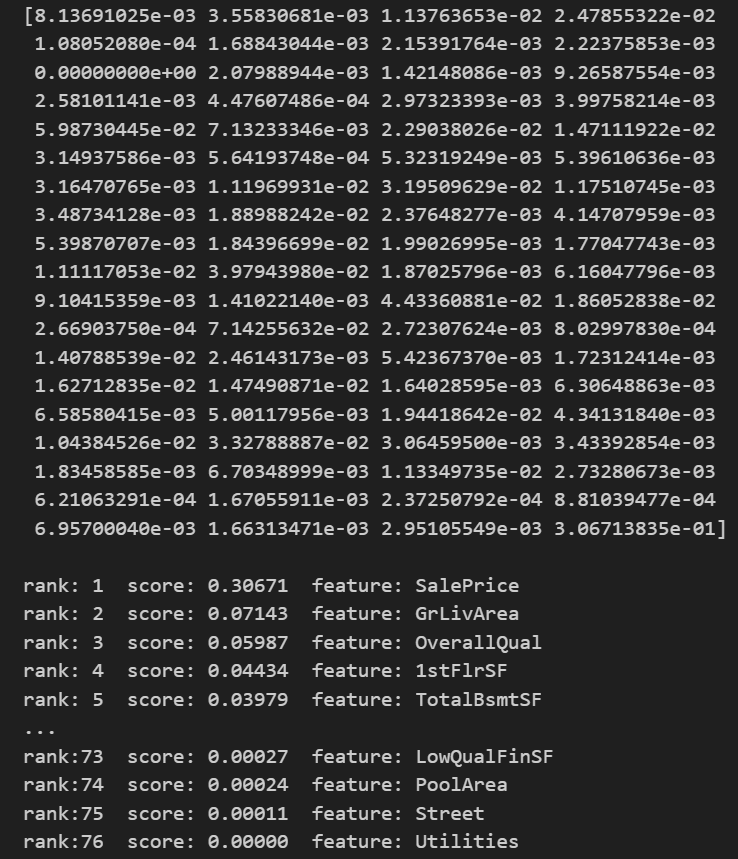 [8.13691025e-03 3.55830681e-03 1.13763653e-02 2.47855322e-02
1.08052080e-04 1.68843044e-03 2.15391764e-03 2.22375853e-03
0.00000000e+00 2.07988944e-03 1.42148086e-03 9.26587554e-03
2.58101141e-03 4.47607486e-04 2.97323393e-03 3.99758214e-03
5.98730445e-02 7.13233346e-03 2.29038026e-02 1.47111922e-02
3.14937586e-03 5.64193748e-04 5.32319249e-03 5.39610636e-03
3.16470765e-03 1.11969931e-02 3.19509629e-02 1.17510745e-03
3.48734128e-03 1.88988242e-02 2.37648277e-03 4.14707959e-03
5.39870707e-03 1.84396699e-02 1.99026995e-03 1.77047743e-03
1.11117053e-02 3.97943980e-02 1.87025796e-03 6.16047796e-03
9.10415359e-03 1.41022140e-03 4.43360881e-02 1.86052838e-02
2.66903750e-04 7.14255632e-02 2.72307624e-03 8.02997830e-04
1.40788539e-02 2.46143173e-03 5.42367370e-03 1.72312414e-03
1.62712835e-02 1.47490871e-02 1.64028595e-03 6.30648863e-03
6.58580415e-03 5.00117956e-03 1.94418642e-02 4.34131840e-03
1.04384526e-02 3.32788887e-02 3.06459500e-03 3.43392854e-03
1.83458585e-03 6.70348999e-03 1.13349735e-02 2.73280673e-03
6.21063291e-04 1.67055911e-03 2.37250792e-04 8.81039477e-04
6.95700040e-03 1.66313471e-03 2.95105549e-03 3.06713835e-01]
rank: 1  score: 0.30671  feature: SalePrice
rank: 2  score: 0.07143  feature: GrLivArea
rank: 3  score: 0.05987  feature: OverallQual
rank: 4  score: 0.04434  feature: 1stFlrSF
rank: 5  score: 0.03979  feature: TotalBsmtSF
...
rank:73  score: 0.00027  feature: LowQualFinSF
rank:74  score: 0.00024  feature: PoolArea
rank:75  score: 0.00011  feature: Street
rank:76  score: 0.00000  feature: Utilities